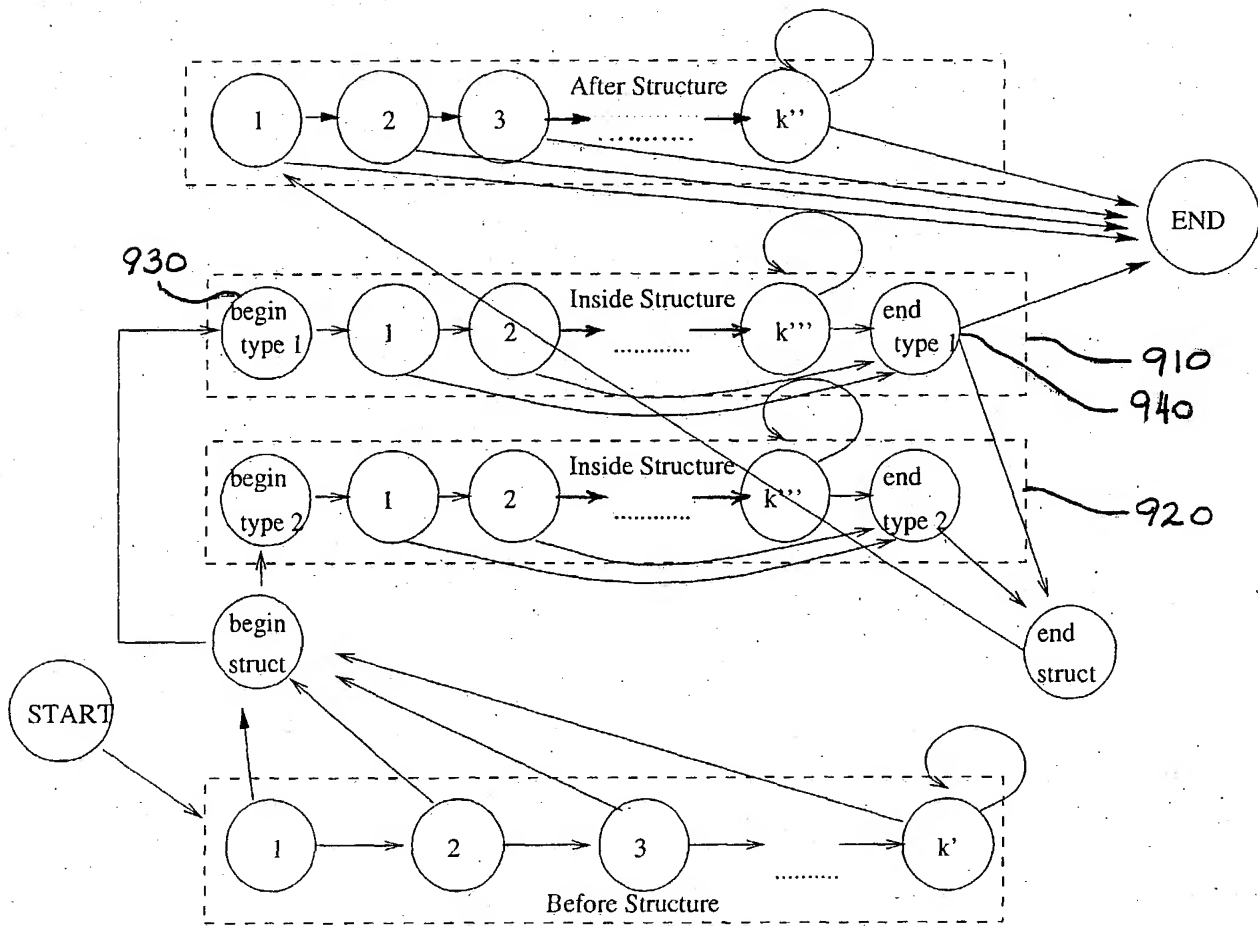 After Structure
1 2 3 ............ k''
END
930
begin type 1
1 2
Inside Structure
............ k'''
end type 1
910
940
begin type 2
1 2
Inside Structure
............ k'''
end type 2
920
begin struct
end struct
START
1 2 3 .......... k'
Before Structure